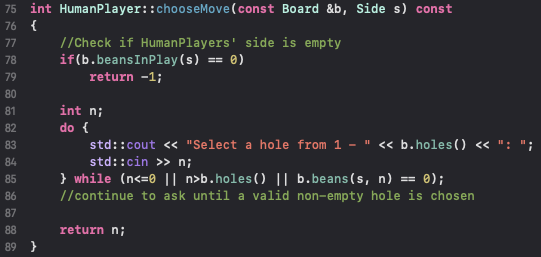 75 int HumanPlayer::chooseMove(const Board &b, Side s) const
76 {
77     //Check if HumanPlayers' side is empty
78     if(b.beansInPlay(s) == 0)
79         return -1;
80
81     int n;
82     do {
83         std::cout << "Select a hole from 1 - " << b.holes() << ": ";
84         std::cin >> n;
85     } while (n<=0 || n>b.holes() || b.beans(s, n) == 0);
86     //continue to ask until a valid non-empty hole is chosen
87
88     return n;
89 }